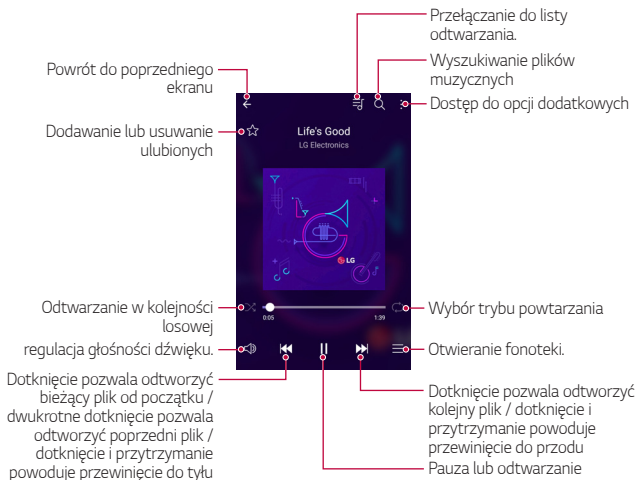 Przełączanie do listy
odtwarzania.
Wyszukiwanie plików
muzycznych
Dostęp do opcji dodatkowych
Powrót do poprzedniego
ekranu
Dodawanie lub usuwanie
ulubionych
Life's Good
LG Electronics
LG
Odtwarzanie w kolejności
losowej
0:05
1:39
Wybór trybu powtarzania
regulacja głośności dźwięku.
Otwieranie fonoteki.
Dotknięcie pozwala odtworzyć
bieżący plik od początku /
dwukrotne dotknięcie pozwala
odtworzyć poprzedni plik /
dotknięcie i przytrzymanie
powoduje przewinięcie do tyłu
Dotknięcie pozwala odtworzyć
kolejny plik / dotknięcie i
przytrzymanie powoduje
przewinięcie do przodu
Pauza lub odtwarzanie